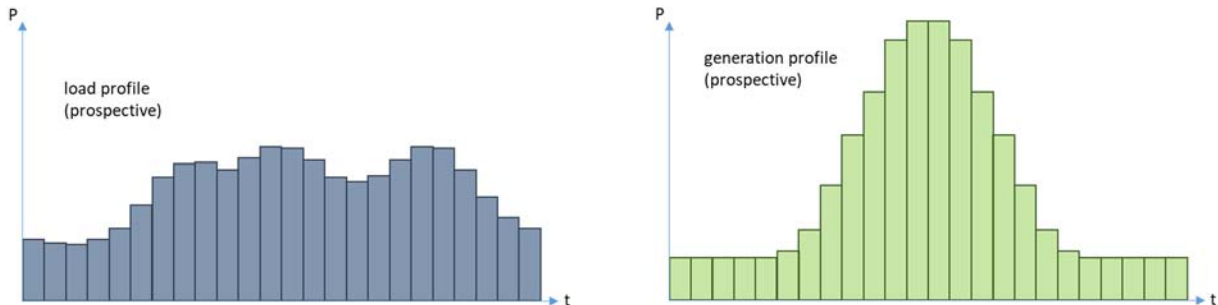 P
load profile
(prospective)
t
P
generation profile
(prospective)
t